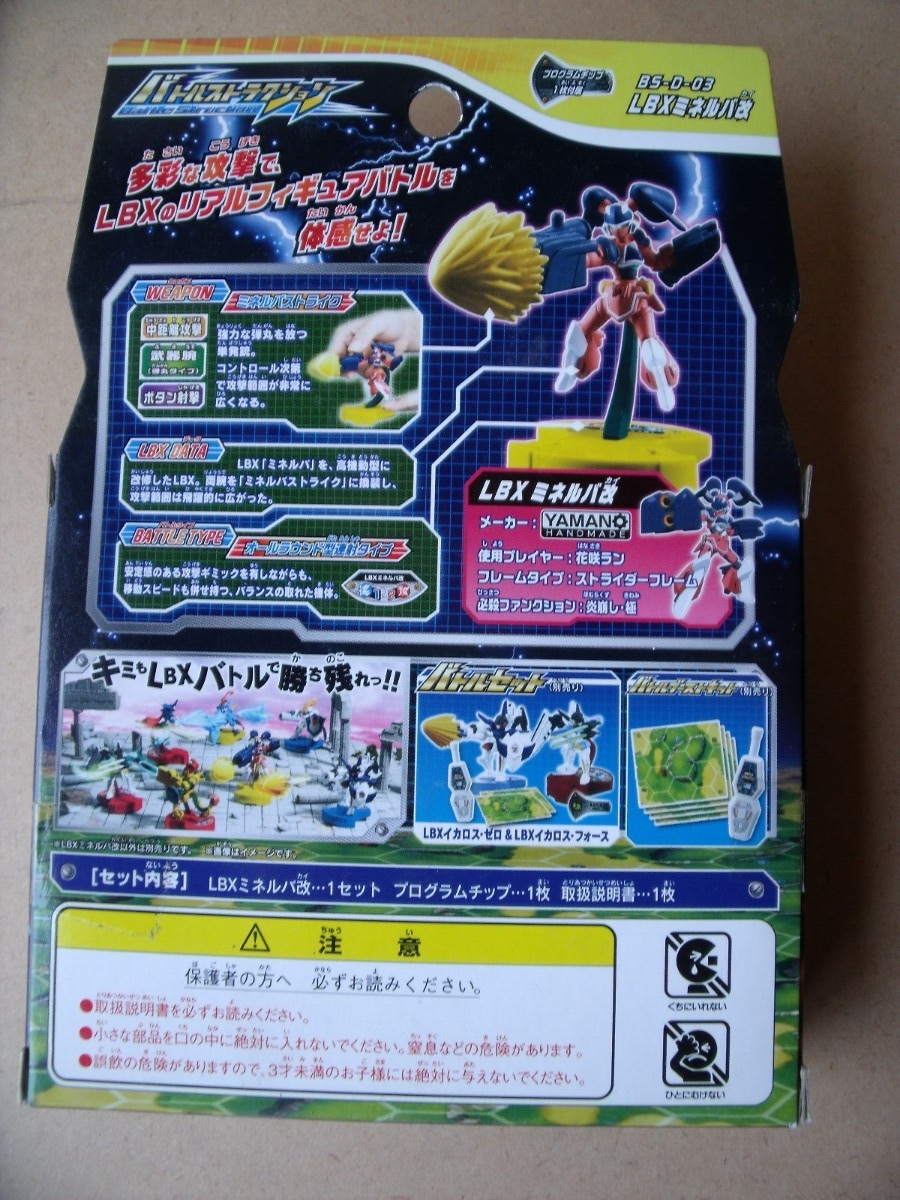 バトルストラクション
プログラムチップ
1枚付属
BS-D-03
LBXミネルバ改
多彩な攻撃で、
LBXのリアルフィギュアバトルを
体感せよ!
WEAPON
ミネルバストライク
中距離攻撃
武器腕
(弾丸タイプ)
ボタン射撃
強力な弾丸を放つ
単発銃。
コントロール次第
で攻撃範囲が非常に
広くなる。
LBX DATA
LBX「ミネルバ」を、高機動型に
改修したLBX。両腕を「ミネルバストライク」に換装し、
攻撃範囲は飛躍的に広がった。
BATTLE TYPE
オールラウンド型連射タイプ
安定感のある攻撃ギミックを有しながらも、
移動スピードも併せ持つ、バランスの取れた機体。
LBXミネルバ改
LBX ミネルバ改
メーカー:YAMANO
HANDMADE
使用プレイヤー:花咲ラン
フレームタイプ:ストライダーフレーム
必殺ファンクション:炎崩し・極
キミもLBXバトルで勝ち残れっ!!
バトルセット(別売り)
LBXイカロス・ゼロ&LBXイカロス・フォース
(別売り)
※LBXミネルバ改以外は別売りです。 ※画像はイメージです。
[セット内容] LBXミネルバ改…1セット プログラムチップ…1枚 取扱説明書…1枚
注意
保護者の方へ 必ずお読みください。
●取扱説明書を必ずお読みください。
●小さな部品を口の中に絶対に入れないでください。窒息などの危険があります。
●誤飲の危険がありますので、3才未満のお子様には絶対に与えないでください。
くちにいれない
ひとにむけない